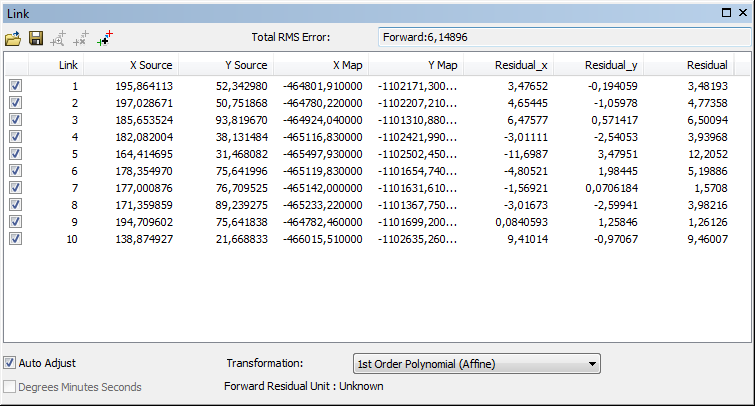 Link
Total RMS Error: Forward:6,14896
Link X Source Y Source X Map Y Map Residual_x Residual_y Residual
1 195,864113 52,342980 -464801,910000 -1102171,300... 3,47652 -0,194059 3,48193
2 197,028671 50,751868 -464780,220000 -1102207,210... 4,65445 -1,05978 4,77358
3 185,653524 93,819670 -464924,040000 -1101310,880... 6,47577 0,571417 6,50094
4 182,082004 38,131484 -465116,830000 -1102421,990... -3,01111 -2,54053 3,93968
5 164,414695 31,468082 -465497,930000 -1102502,450... -11,6987 3,47951 12,2052
6 178,354970 75,641996 -465119,830000 -1101654,740... -4,80521 1,98445 5,19886
7 177,000876 76,709525 -465142,000000 -1101631,610... -1,56921 0,0706184 1,5708
8 171,359859 89,239275 -465233,220000 -1101367,750... -3,01673 -2,59941 3,98216
9 194,709602 75,641838 -464782,460000 -1101699,200... 0,0840593 1,25846 1,26126
10 138,874927 21,668833 -466015,510000 -1102635,260... 9,41014 -0,97067 9,46007
Auto Adjust Transformation: 1st Order Polynomial (Affine)
Degrees Minutes Seconds Forward Residual Unit : Unknown